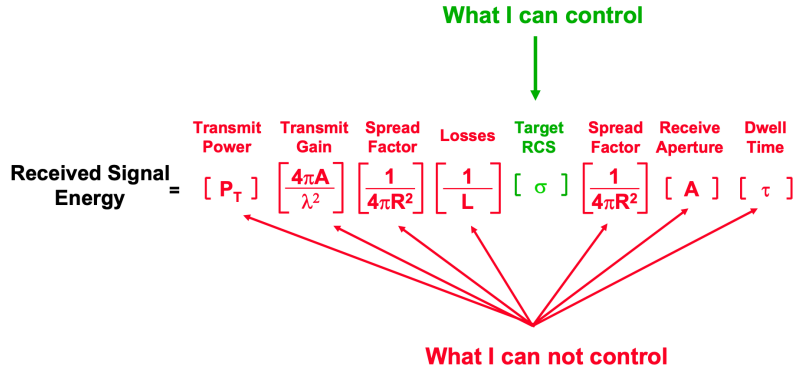 What I can control
Transmit Power
Transmit Gain
Spread Factor
Losses
Target RCS
Spread Factor
Receive Aperture
Dwell Time
Received Signal Energy = [ P_T ] [ 4πA / λ² ] [ 1 / 4πR² ] [ 1 / L ] [ σ ] [ 1 / 4πR² ] [ A ] [ τ ]
What I can not control